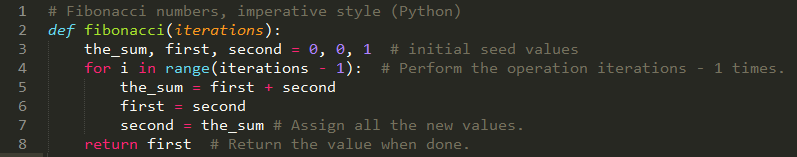 1 # Fibonacci numbers, imperative style (Python)
2 def fibonacci(iterations):
3     the_sum, first, second = 0, 0, 1  # initial seed values
4     for i in range(iterations - 1):  # Perform the operation iterations - 1 times.
5         the_sum = first + second
6         first = second
7         second = the_sum # Assign all the new values.
8     return first  # Return the value when done.